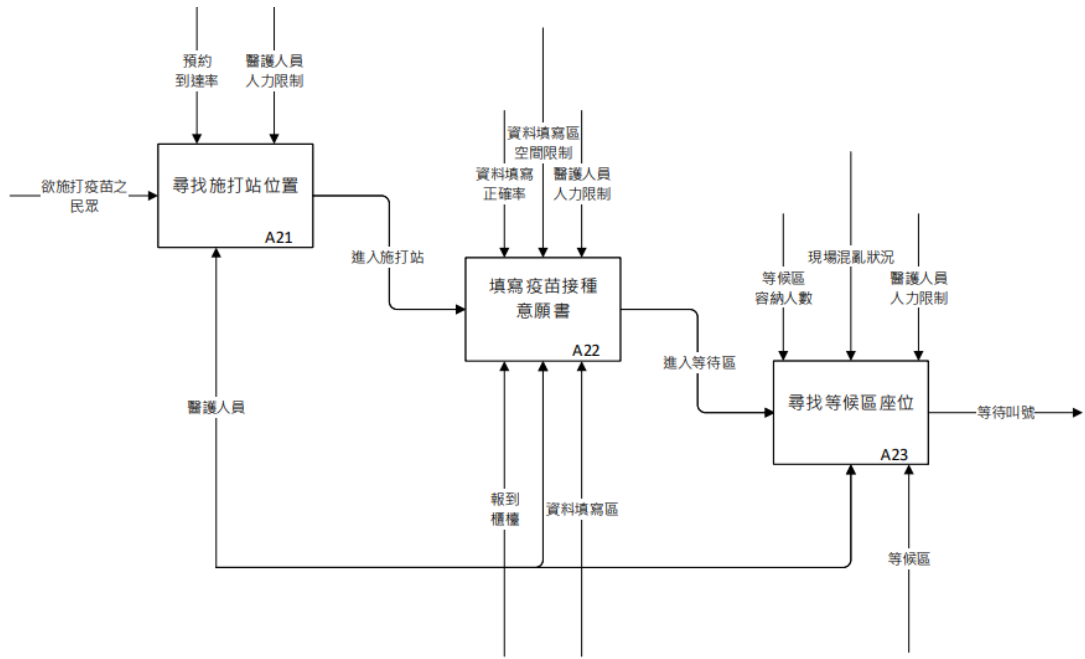 預約
到達率
醫護人員
人力限制
欲施打疫苗之
民眾
尋找施打站位置
A21
進入施打站
資料填寫區
空間限制
資料填寫
正確率
醫護人員
人力限制
填寫疫苗接種
意願書
A22
進入等待區
現場混亂狀況
等候區
容納人數
醫護人員
人力限制
尋找等候區座位
A23
等待叫號
醫護人員
報到
櫃檯
資料填寫區
等候區